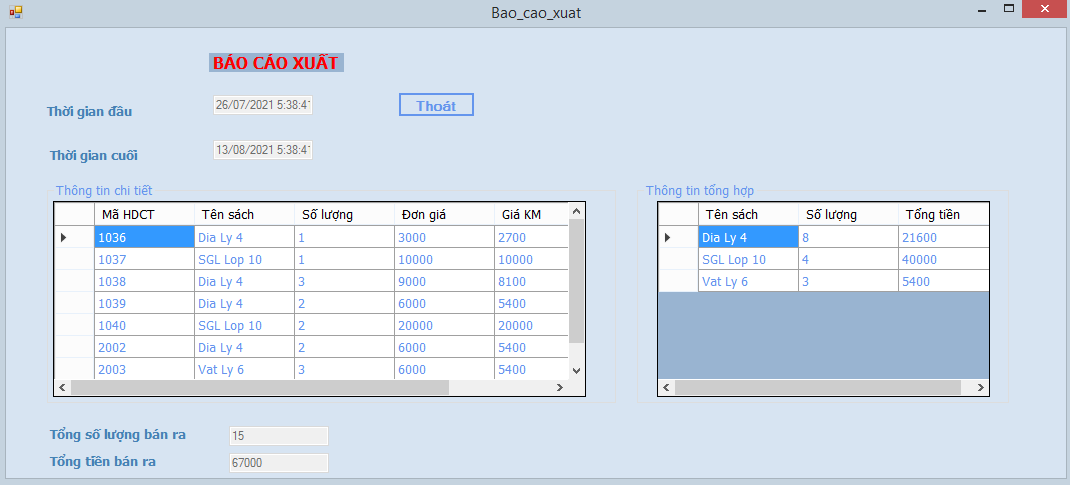 Bao_cao_xuat
BÁO CÁO XUẤT
Thời gian đầu 26/07/2021 5:38:41 Thoát
Thời gian cuối 13/08/2021 5:38:41
Thông tin chi tiết
Mã HDCT Tên sách Số lượng Đơn giá Giá KM
1036 Dia Ly 4 1 3000 2700
1037 SGL Lop 10 1 10000 10000
1038 Dia Ly 4 3 9000 8100
1039 Dia Ly 4 2 6000 5400
1040 SGL Lop 10 2 20000 20000
2002 Dia Ly 4 2 6000 5400
2003 Vat Ly 6 3 6000 5400
Thông tin tổng hợp
Tên sách Số lượng Tổng tiền
Dia Ly 4 8 21600
SGL Lop 10 4 40000
Vat Ly 6 3 5400
Tổng số lượng bán ra 15
Tổng tiền bán ra 67000